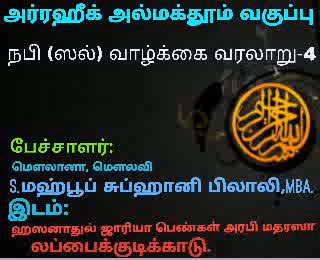 அர்ரஹீக் அல்மக்தூம் வகுப்பு
நபி (ஸல்) வாழ்க்கை வரலாறு-4
பேச்சாளர்:
மௌலானா, மௌலவி
S.மஹ்பூப் சுப்ஹானி பிலாலி,MBA.
இடம்:
ஹஸனாதுல் ஜாரியா பெண்கள் அரபி மதரஸா
லப்பைக்குடிக்காடு.